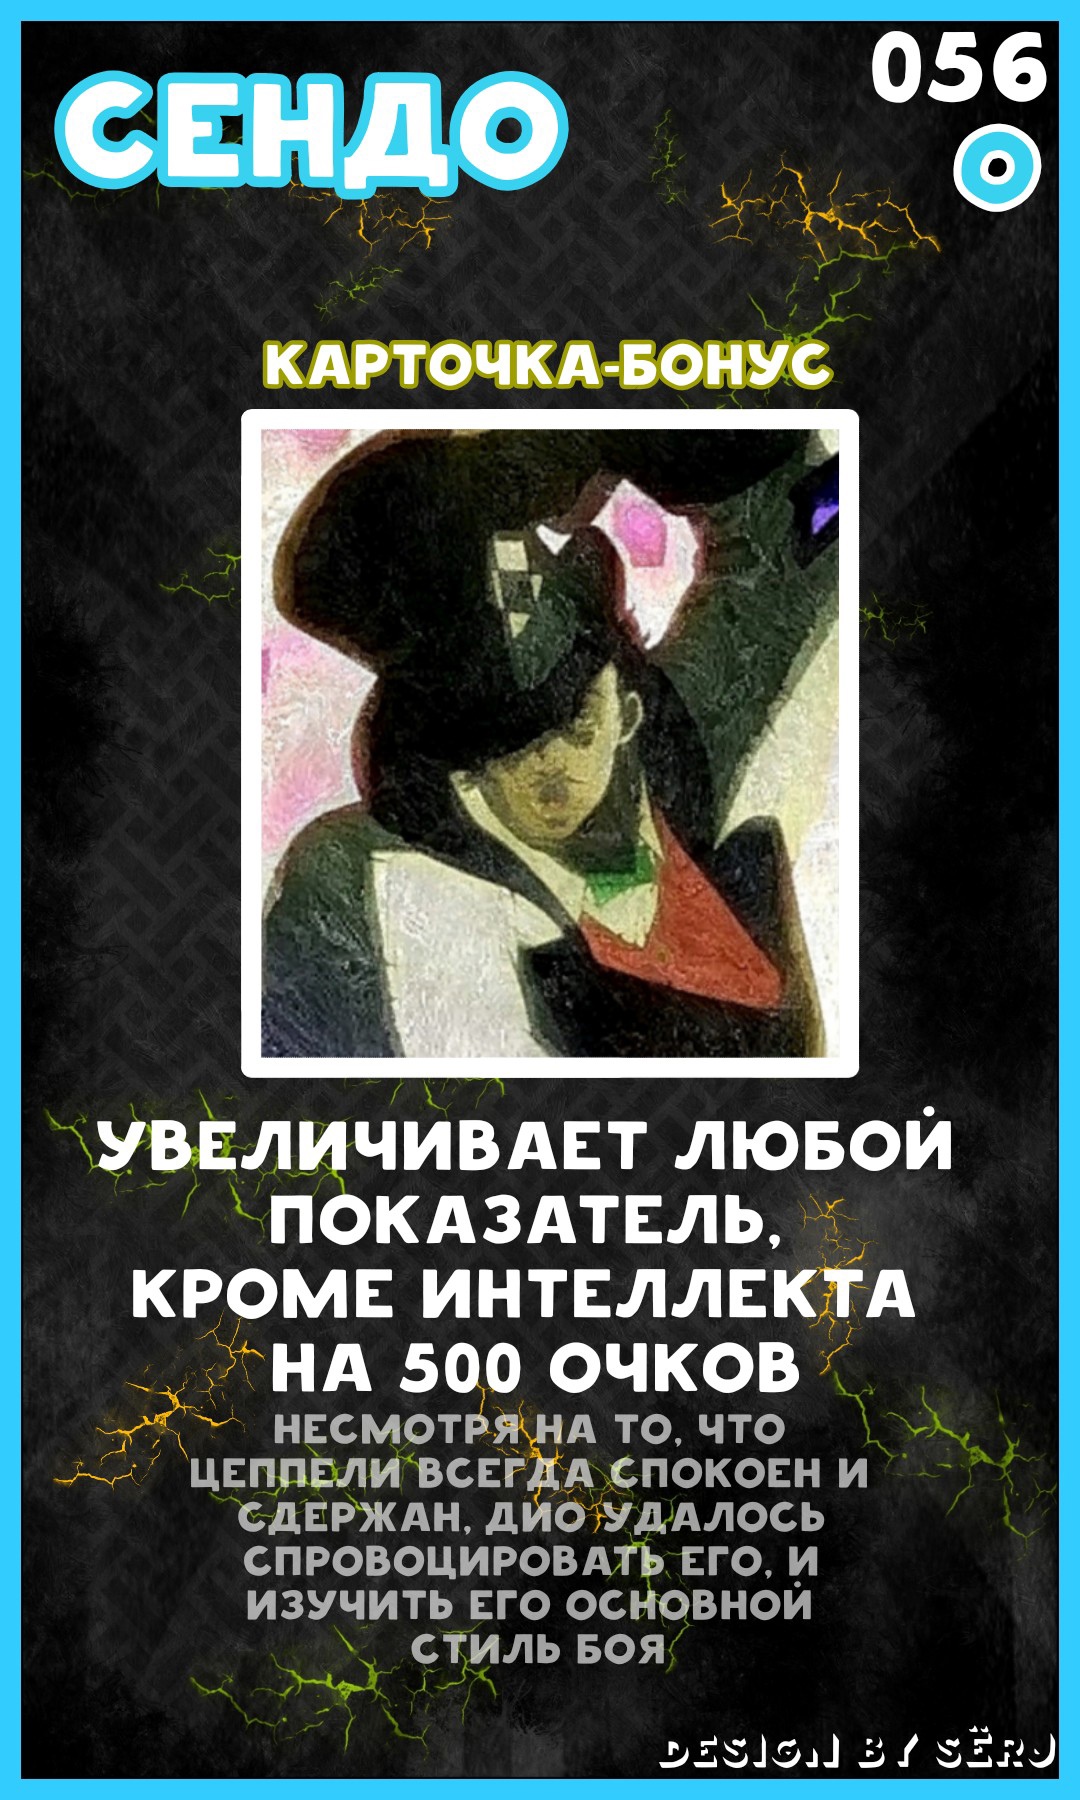 056
СЕНДО
О
КАРТОЧКА-БОНУС
УВЕЛИЧИВАЕТ ЛЮБОЙ
ПОКАЗАТЕЛЬ,
КРОМЕ ИНТЕЛЛЕКТА
НА 500 ОЧКОВ
НЕСМОТРЯ НА ТО, ЧТО
ЦЕППЕЛИ ВСЕГДА СПОКОЕН И
СДЕРЖАН, ДИО УДАЛОСЬ
СПРОВОЦИРОВАТЬ ЕГО, И
ИЗУЧИТЬ ЕГО ОСНОВНОЙ
СТИЛЬ БОЯ
DESIGN BY SЁRJ